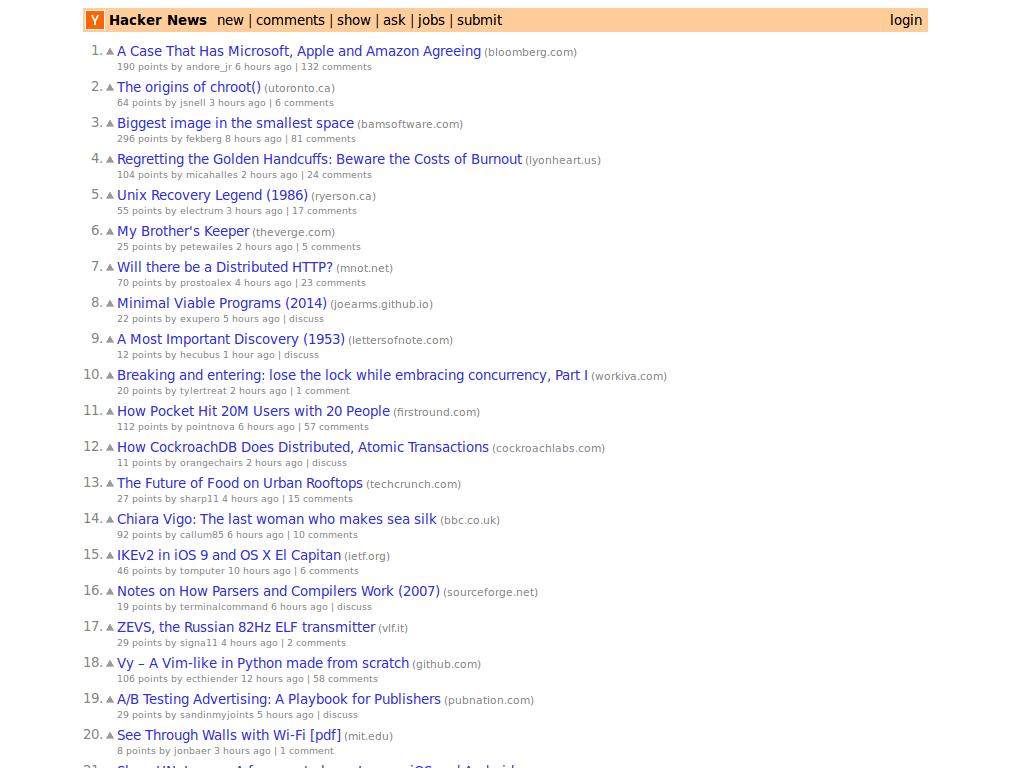 Y Hacker News new | comments | show | ask | jobs | submit login
1. A Case That Has Microsoft, Apple and Amazon Agreeing (bloomberg.com)
190 points by andore_jr 6 hours ago | 132 comments
2. The origins of chroot() (utoronto.ca)
64 points by jsnell 3 hours ago | 6 comments
3. Biggest image in the smallest space (bamsoftware.com)
296 points by fekberg 8 hours ago | 81 comments
4. Regretting the Golden Handcuffs: Beware the Costs of Burnout (lyonheart.us)
104 points by micahalles 2 hours ago | 24 comments
5. Unix Recovery Legend (1986) (ryerson.ca)
55 points by electrum 3 hours ago | 17 comments
6. My Brother's Keeper (theverge.com)
25 points by petewailes 2 hours ago | 5 comments
7. Will there be a Distributed HTTP? (mnot.net)
70 points by prostoalex 4 hours ago | 23 comments
8. Minimal Viable Programs (2014) (joearms.github.io)
22 points by exupero 5 hours ago | discuss
9. A Most Important Discovery (1953) (lettersofnote.com)
12 points by hecubus 1 hour ago | discuss
10. Breaking and entering: lose the lock while embracing concurrency, Part I (workiva.com)
20 points by tylertreat 2 hours ago | 1 comment
11. How Pocket Hit 20M Users with 20 People (firstround.com)
112 points by pointnova 6 hours ago | 57 comments
12. How CockroachDB Does Distributed, Atomic Transactions (cockroachlabs.com)
11 points by orangechairs 2 hours ago | discuss
13. The Future of Food on Urban Rooftops (techcrunch.com)
27 points by sharp11 4 hours ago | 15 comments
14. Chiara Vigo: The last woman who makes sea silk (bbc.co.uk)
92 points by callum85 6 hours ago | 10 comments
15. IKEv2 in iOS 9 and OS X El Capitan (ietf.org)
46 points by tomputer 10 hours ago | 6 comments
16. Notes on How Parsers and Compilers Work (2007) (sourceforge.net)
19 points by terminalcommand 6 hours ago | discuss
17. ZEVS, the Russian 82Hz ELF transmitter (vlf.it)
29 points by signa11 4 hours ago | 2 comments
18. Vy – A Vim-like in Python made from scratch (github.com)
106 points by ecthiender 12 hours ago | 58 comments
19. A/B Testing Advertising: A Playbook for Publishers (pubnation.com)
29 points by sandinmyjoints 5 hours ago | discuss
20. See Through Walls with Wi-Fi [pdf] (mit.edu)
8 points by jonbaer 3 hours ago | 1 comment